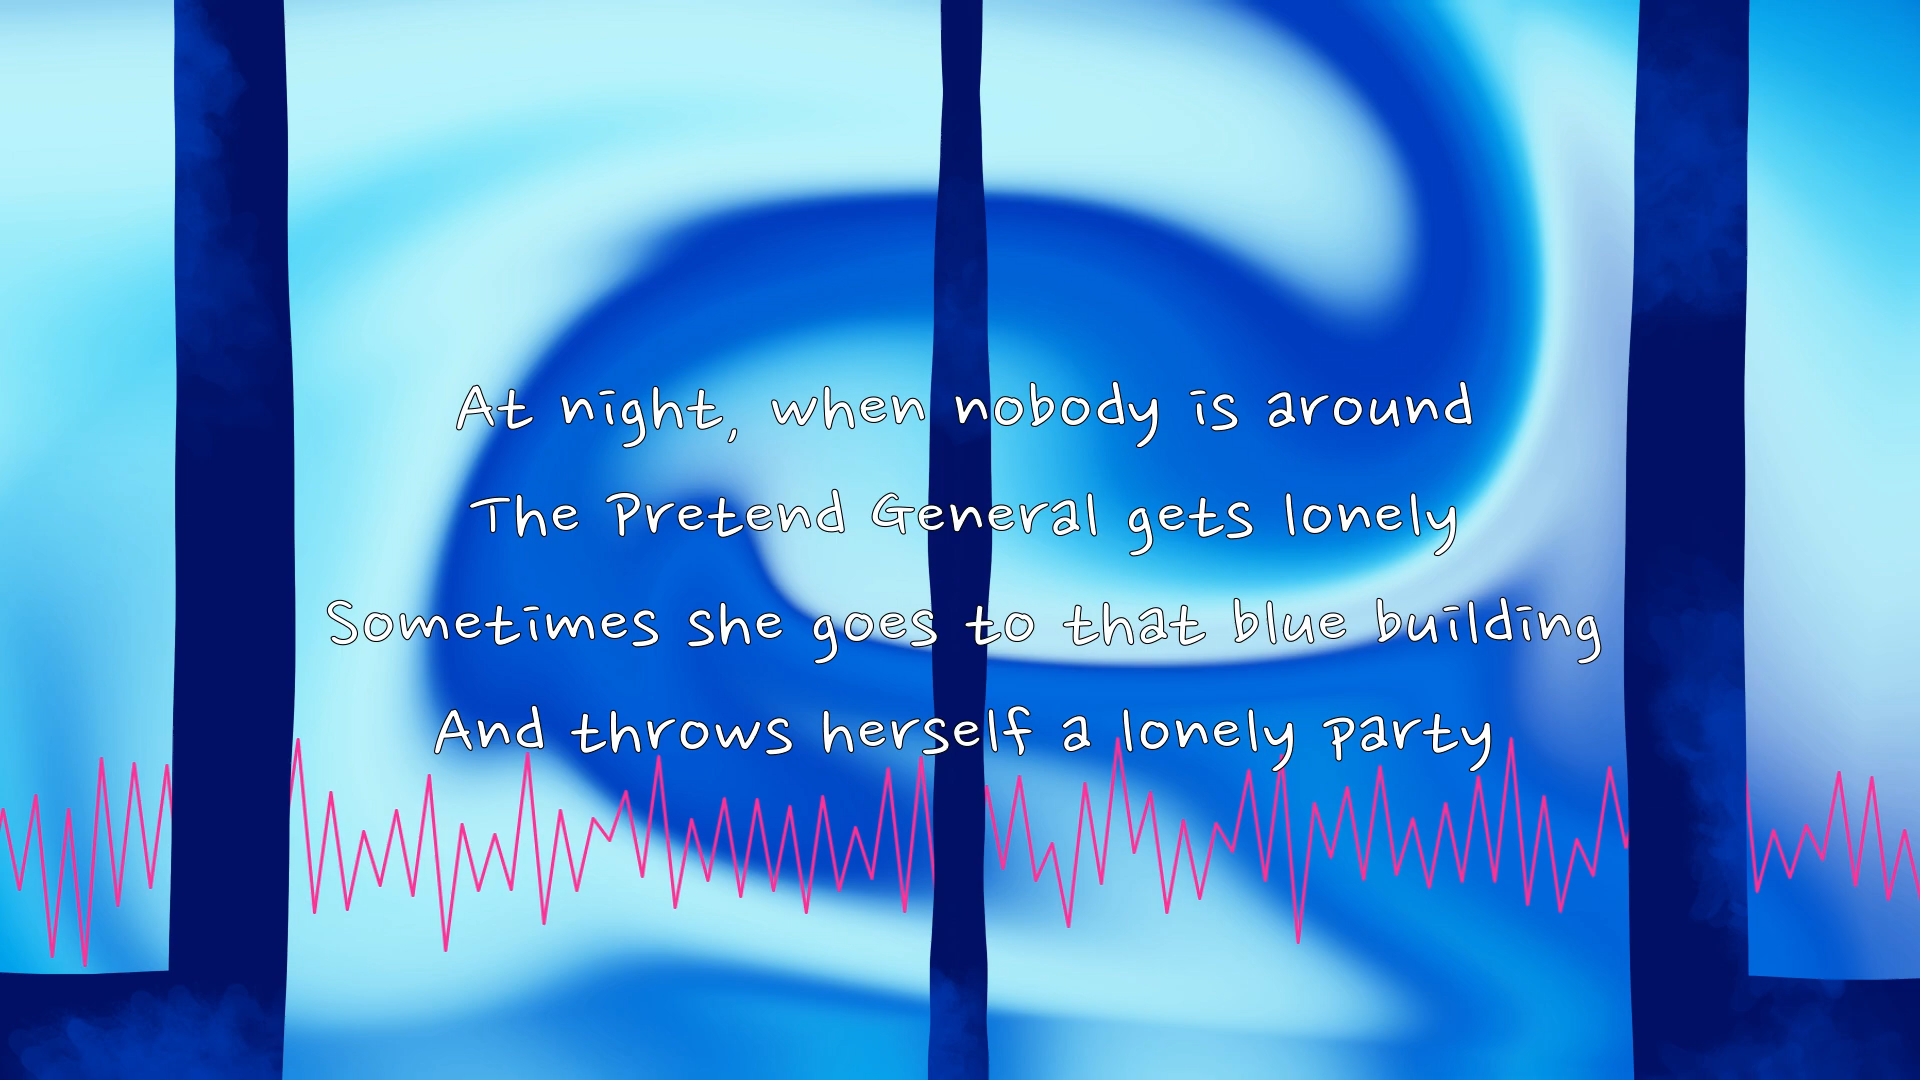 At night, when nobody is around
The Pretend General gets lonely
Sometimes she goes to that blue building
And throws herself a lonely party